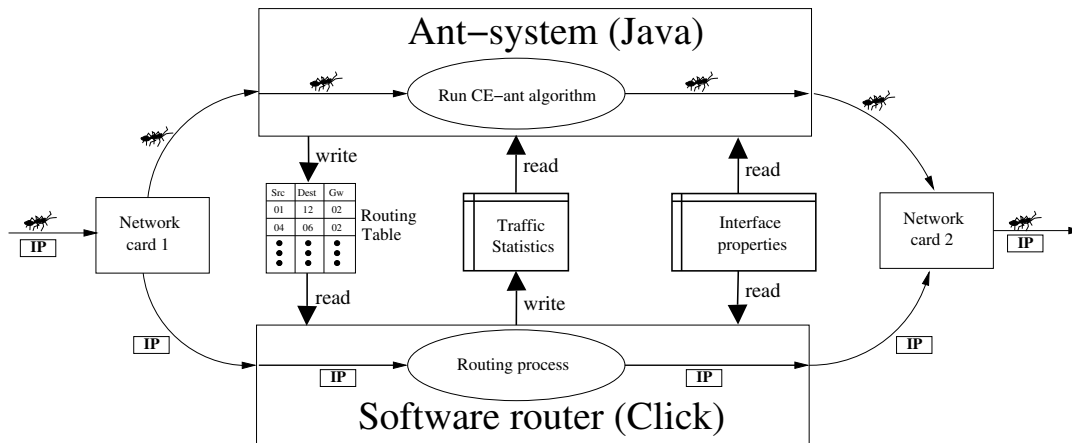 Ant−system (Java)
Run CE−ant algorithm
write
read
read
Src Dest Gw
01 12 02
04 06 02
Routing
Table
Traffic
Statistics
Interface
properties
Network
card 1
IP
Network
card 2
IP
read
write
read
IP
IP
Routing process
IP
IP
Software router (Click)